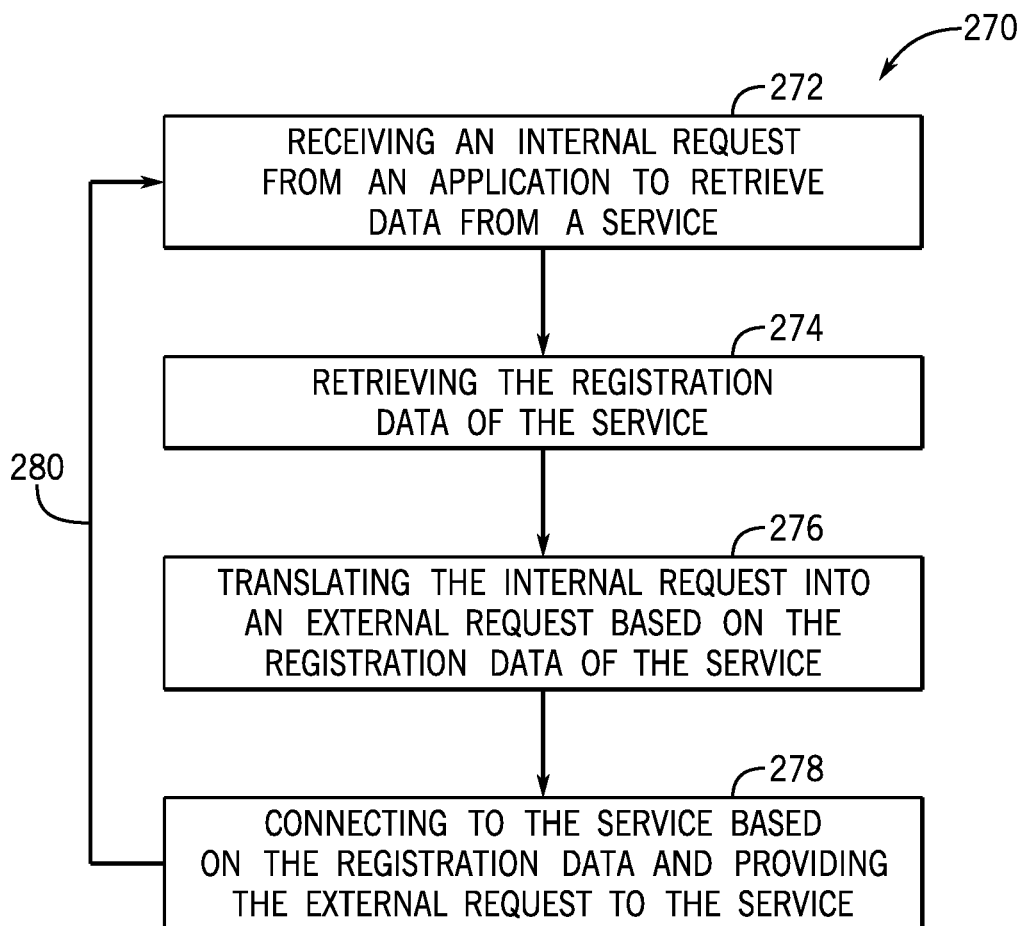 270
272
RECEIVING AN INTERNAL REQUEST
FROM AN APPLICATION TO RETRIEVE
DATA FROM A SERVICE
274
RETRIEVING THE REGISTRATION
DATA OF THE SERVICE
280
276
TRANSLATING THE INTERNAL REQUEST INTO
AN EXTERNAL REQUEST BASED ON THE
REGISTRATION DATA OF THE SERVICE
278
CONNECTING TO THE SERVICE BASED
ON THE REGISTRATION DATA AND PROVIDING
THE EXTERNAL REQUEST TO THE SERVICE